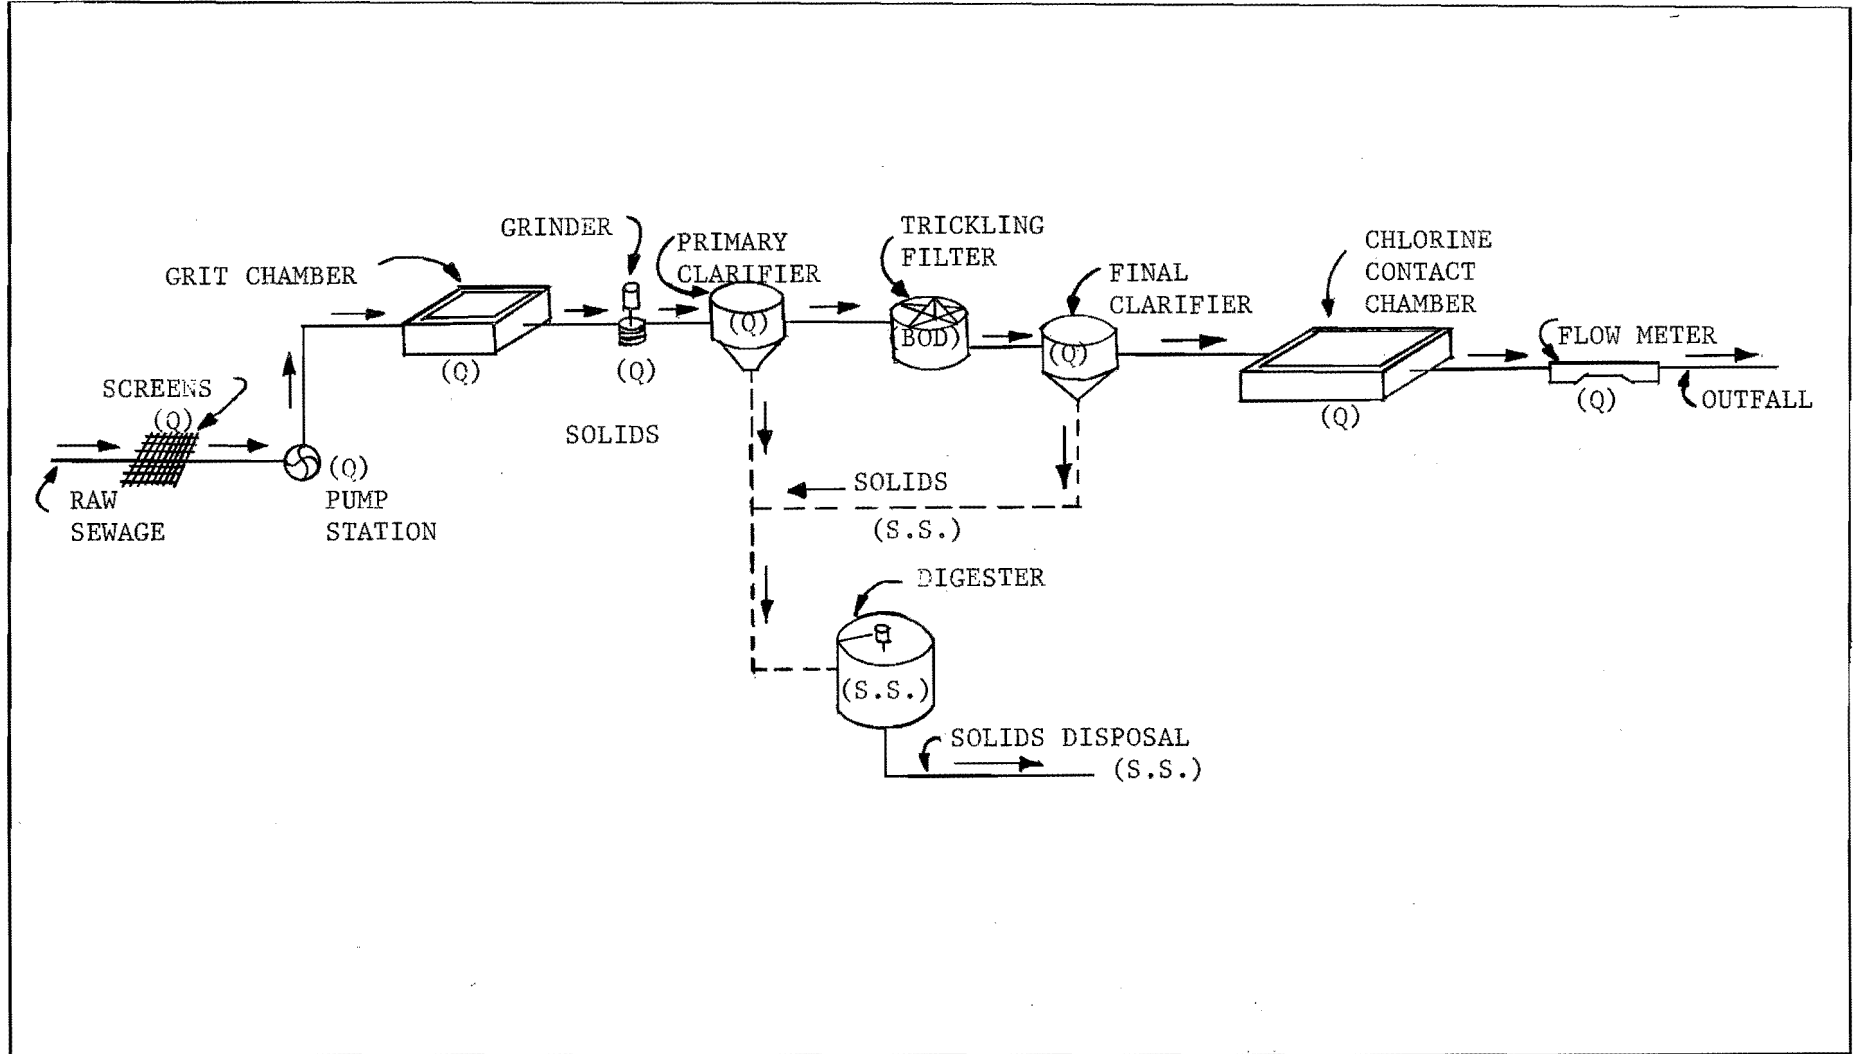 GRINDER
PRIMARY
CLARIFIER
TRICKLING
FILTER
CHLORINE
CONTACT
CHAMBER
GRIT CHAMBER
FINAL
CLARIFIER
(Q)
BOD)
(Q)
FLOW METER
(Q)
(Q)
(Q)
(Q)
OUTFALL
SCREENS
(Q)
SOLIDS
(Q)
RAW
SEWAGE
PUMP
STATION
SOLIDS
(S.S.)
DIGESTER
(S.S.)
SOLIDS DISPOSAL
(S.S.)